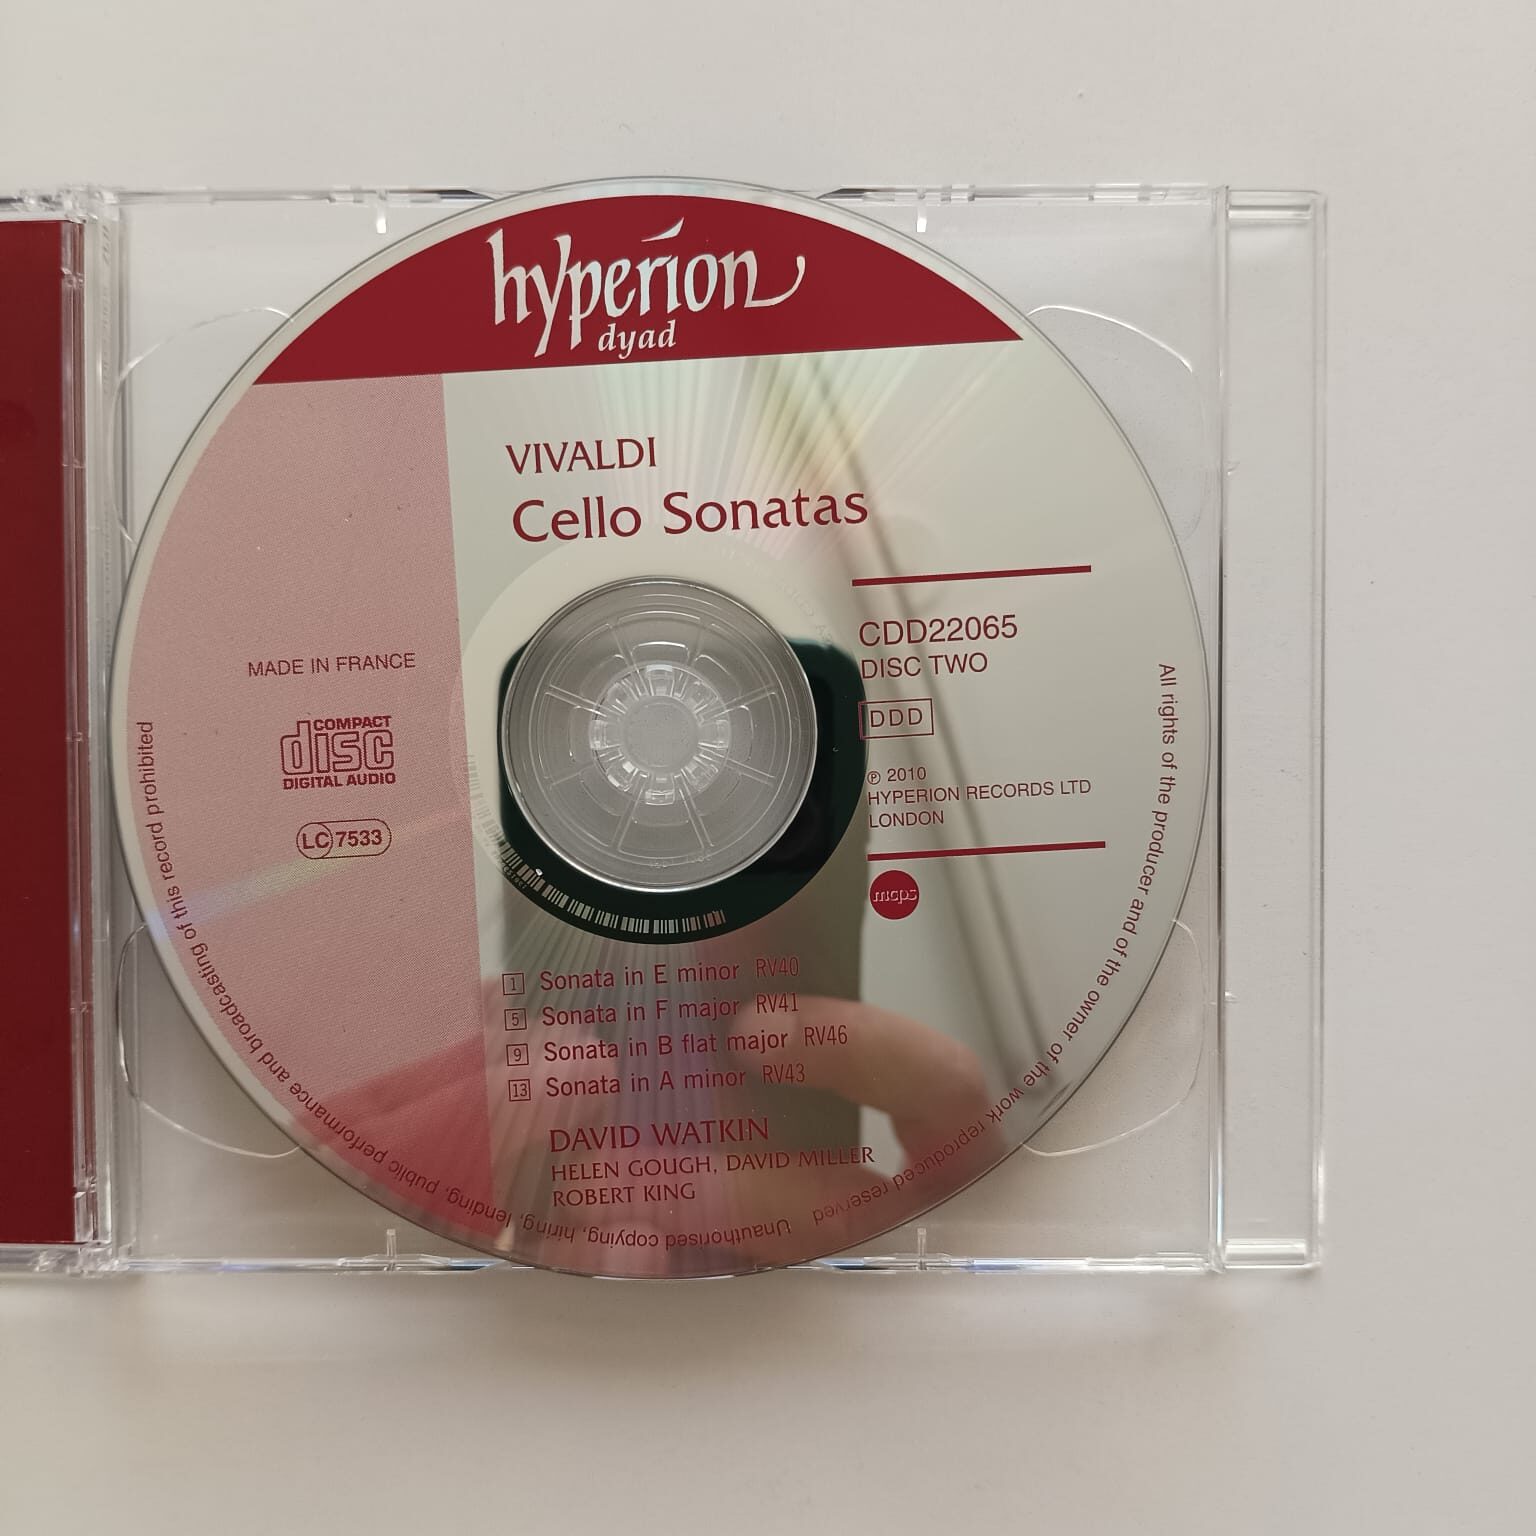 hyperion
dyad
VIVALDI
Cello Sonatas
CDD22065
DISC TWO
DDD
℗ 2010
HYPERION RECORDS LTD
LONDON
mcps
MADE IN FRANCE
COMPACT
disc
DIGITAL AUDIO
LC 7533
1 Sonata in E minor RV40
5 Sonata in F major RV41
9 Sonata in B flat major RV46
13 Sonata in A minor RV43
DAVID WATKIN
HELEN GOUGH, DAVID MILLER
ROBERT KING
All rights of the producer and of the owner of the work reproduced reserved
Unauthorised copying, hiring, lending, public performance and broadcasting of this record prohibited